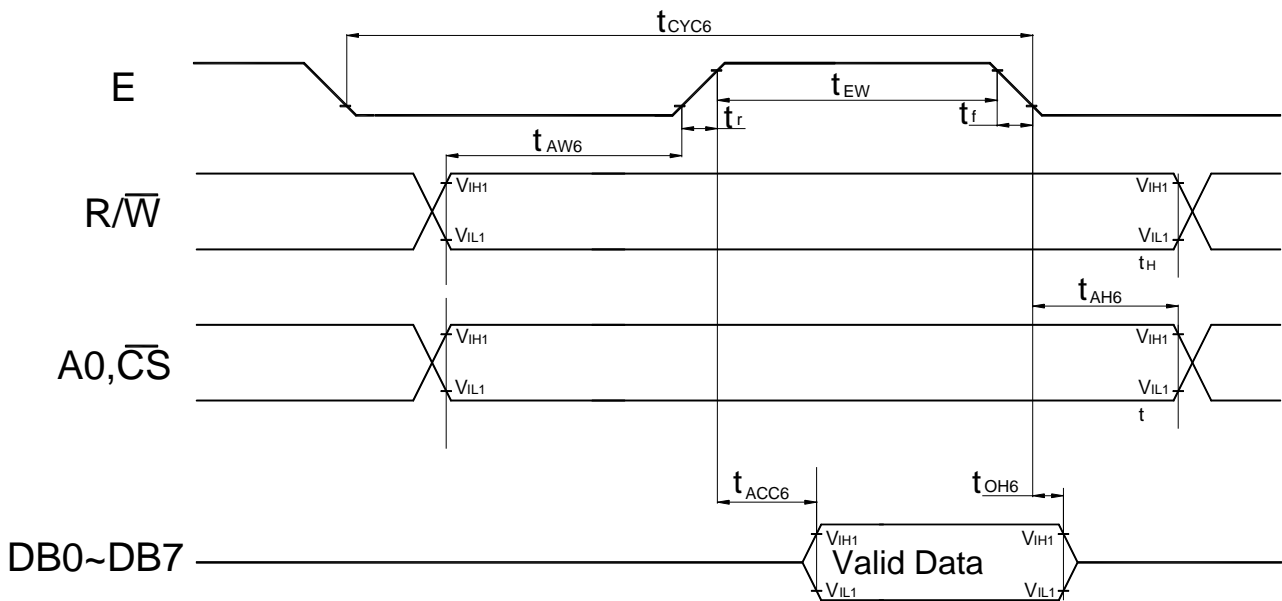 tCYC6
E
tEW
tr
tf
tAW6
R/W̅
VIH1
VIH1
VIL1
VIL1
tH
tAH6
A0,C̅S̅
VIH1
VIH1
VIL1
VIL1
t
tACC6
tOH6
DB0~DB7
VIH1
Valid Data
VIH1
VIL1
VIL1